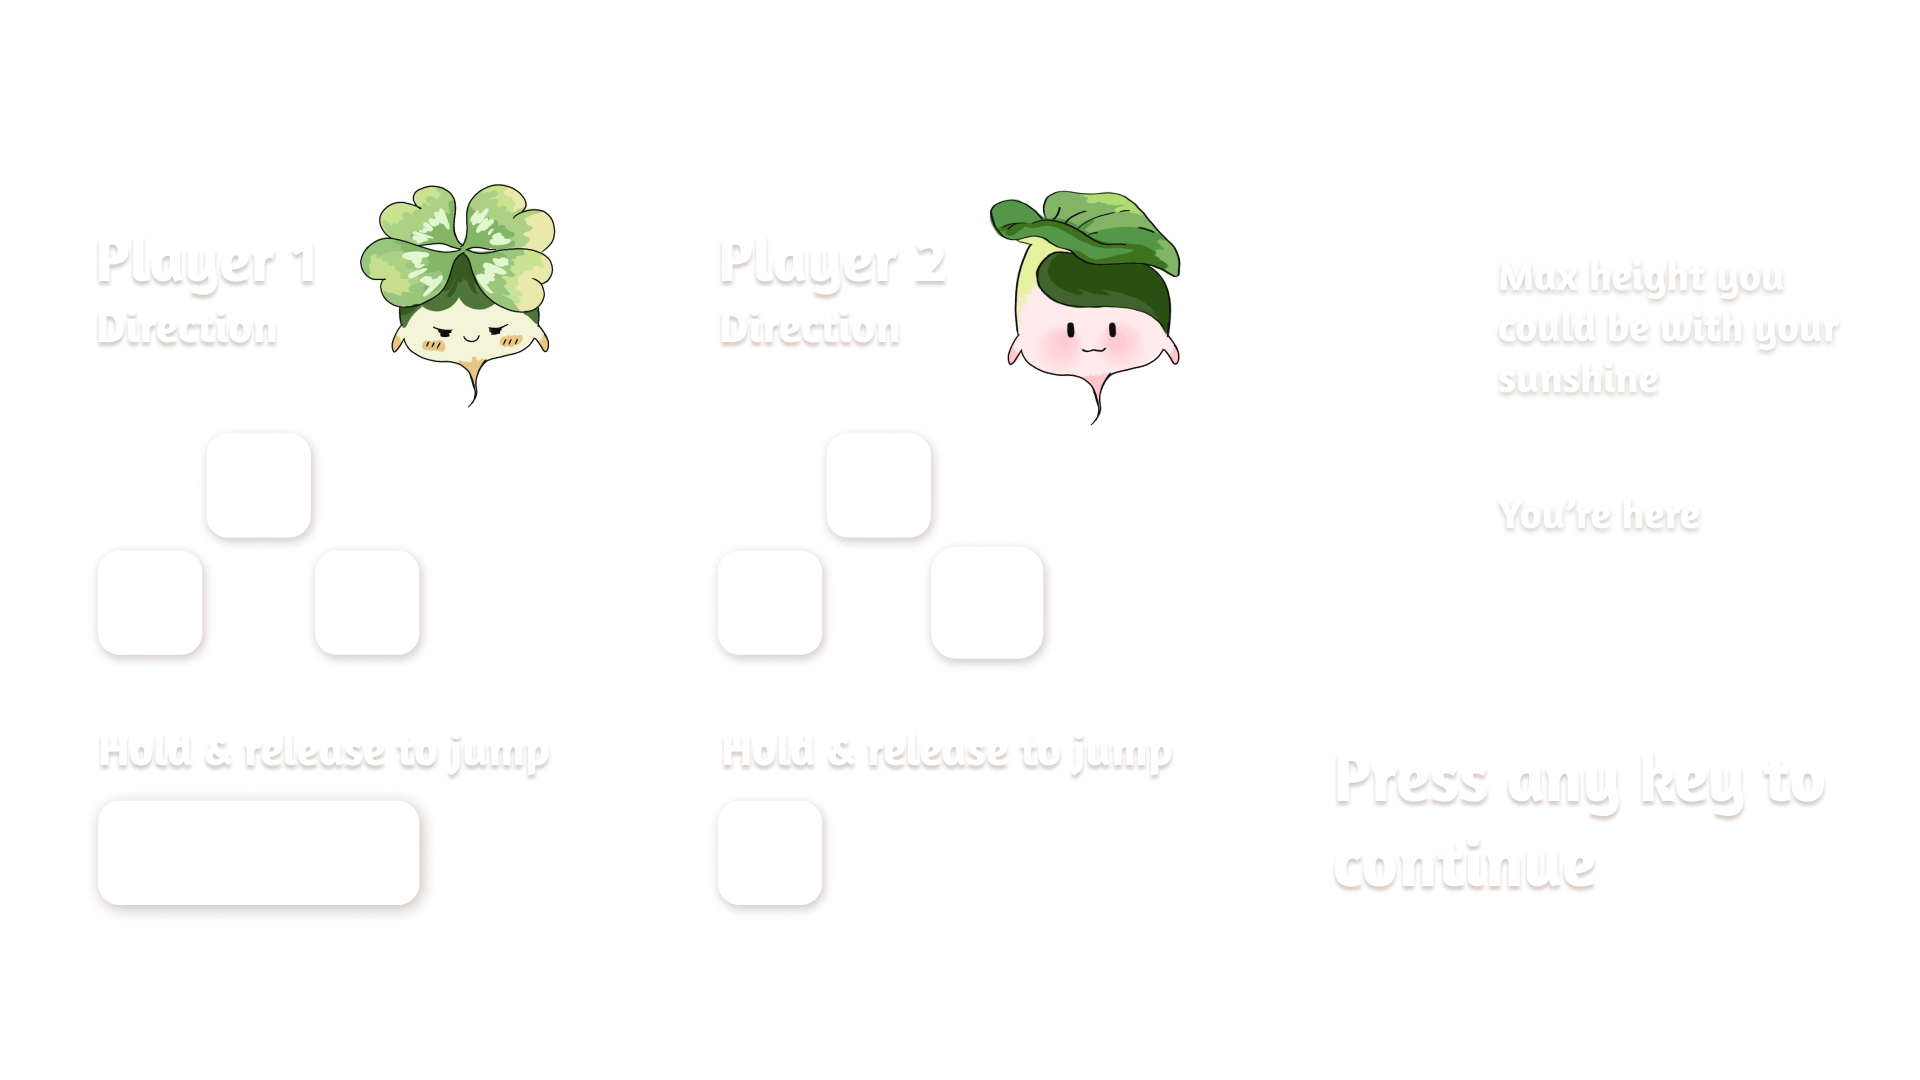 Player 1
Direction
Hold & release to jump
Player 2
Direction
Hold & release to jump
Max height you
could be with your
sunshine
You're here
Press any key to
continue